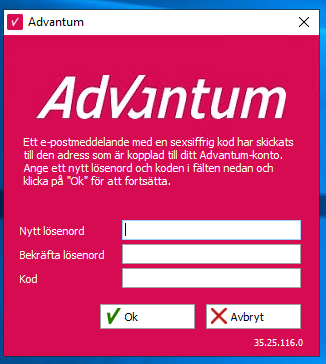 Advantum
Advantum
Ett e-postmeddelande med en sexsiffrig kod har skickats
till den adress som är kopplad till ditt Advantum-konto.
Ange ett nytt lösenord och koden i fälten nedan och
klicka på "Ok" för att fortsätta.
Nytt lösenord
Bekräfta lösenord
Kod
Ok Avbryt
35.25.116.0